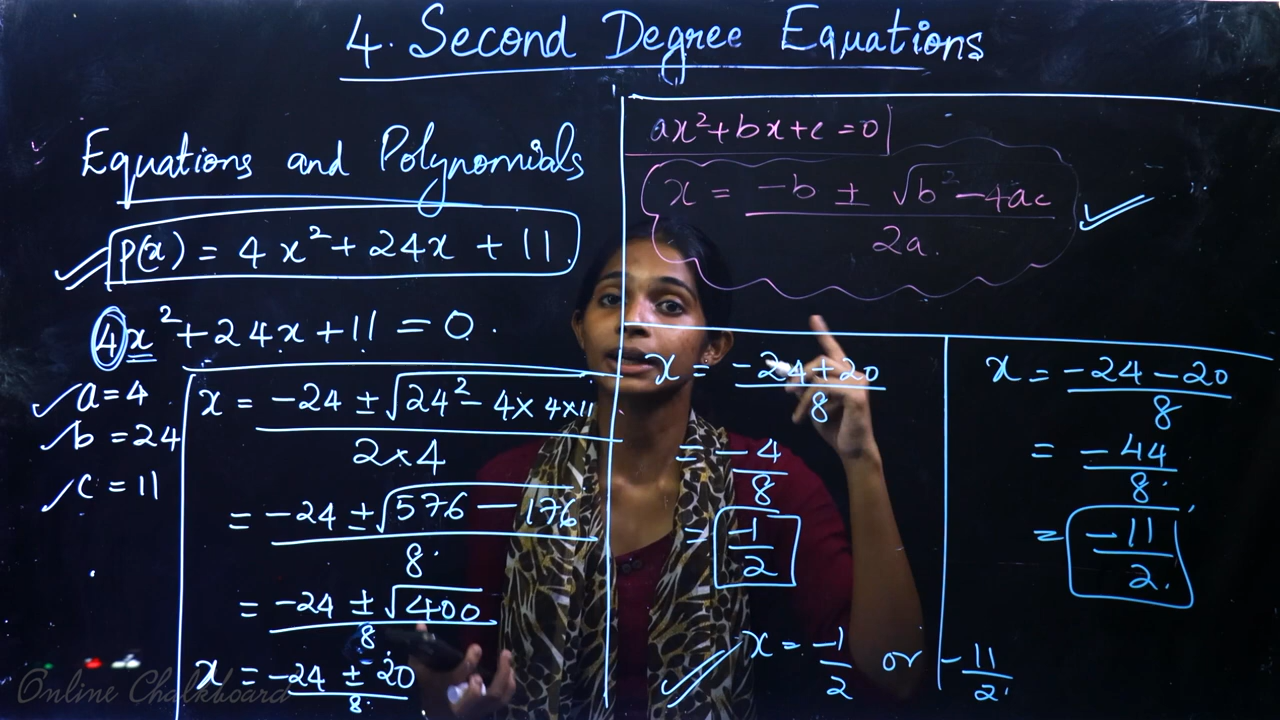 4. Second Degree Equations
Equations and Polynomials
p(x) = 4x² + 24x + 11.
4x² + 24x + 11 = 0.
a = 4
b = 24
c = 11
x = (-24 ± √(24² - 4 × 4 × 11)) / (2 × 4)
= (-24 ± √(576 - 176)) / 8.
= (-24 ± √400) / 8
x = (-24 ± 20) / 8.
ax² + bx + c = 0
x = (-b ± √(b² - 4ac)) / 2a.
x = (-24 + 20) / 8
= -4 / 8
= -1 / 2
x = -1/2 or -11/2.
x = (-24 - 20) / 8
= -44 / 8.
= -11 / 2.
Online Chalkboard